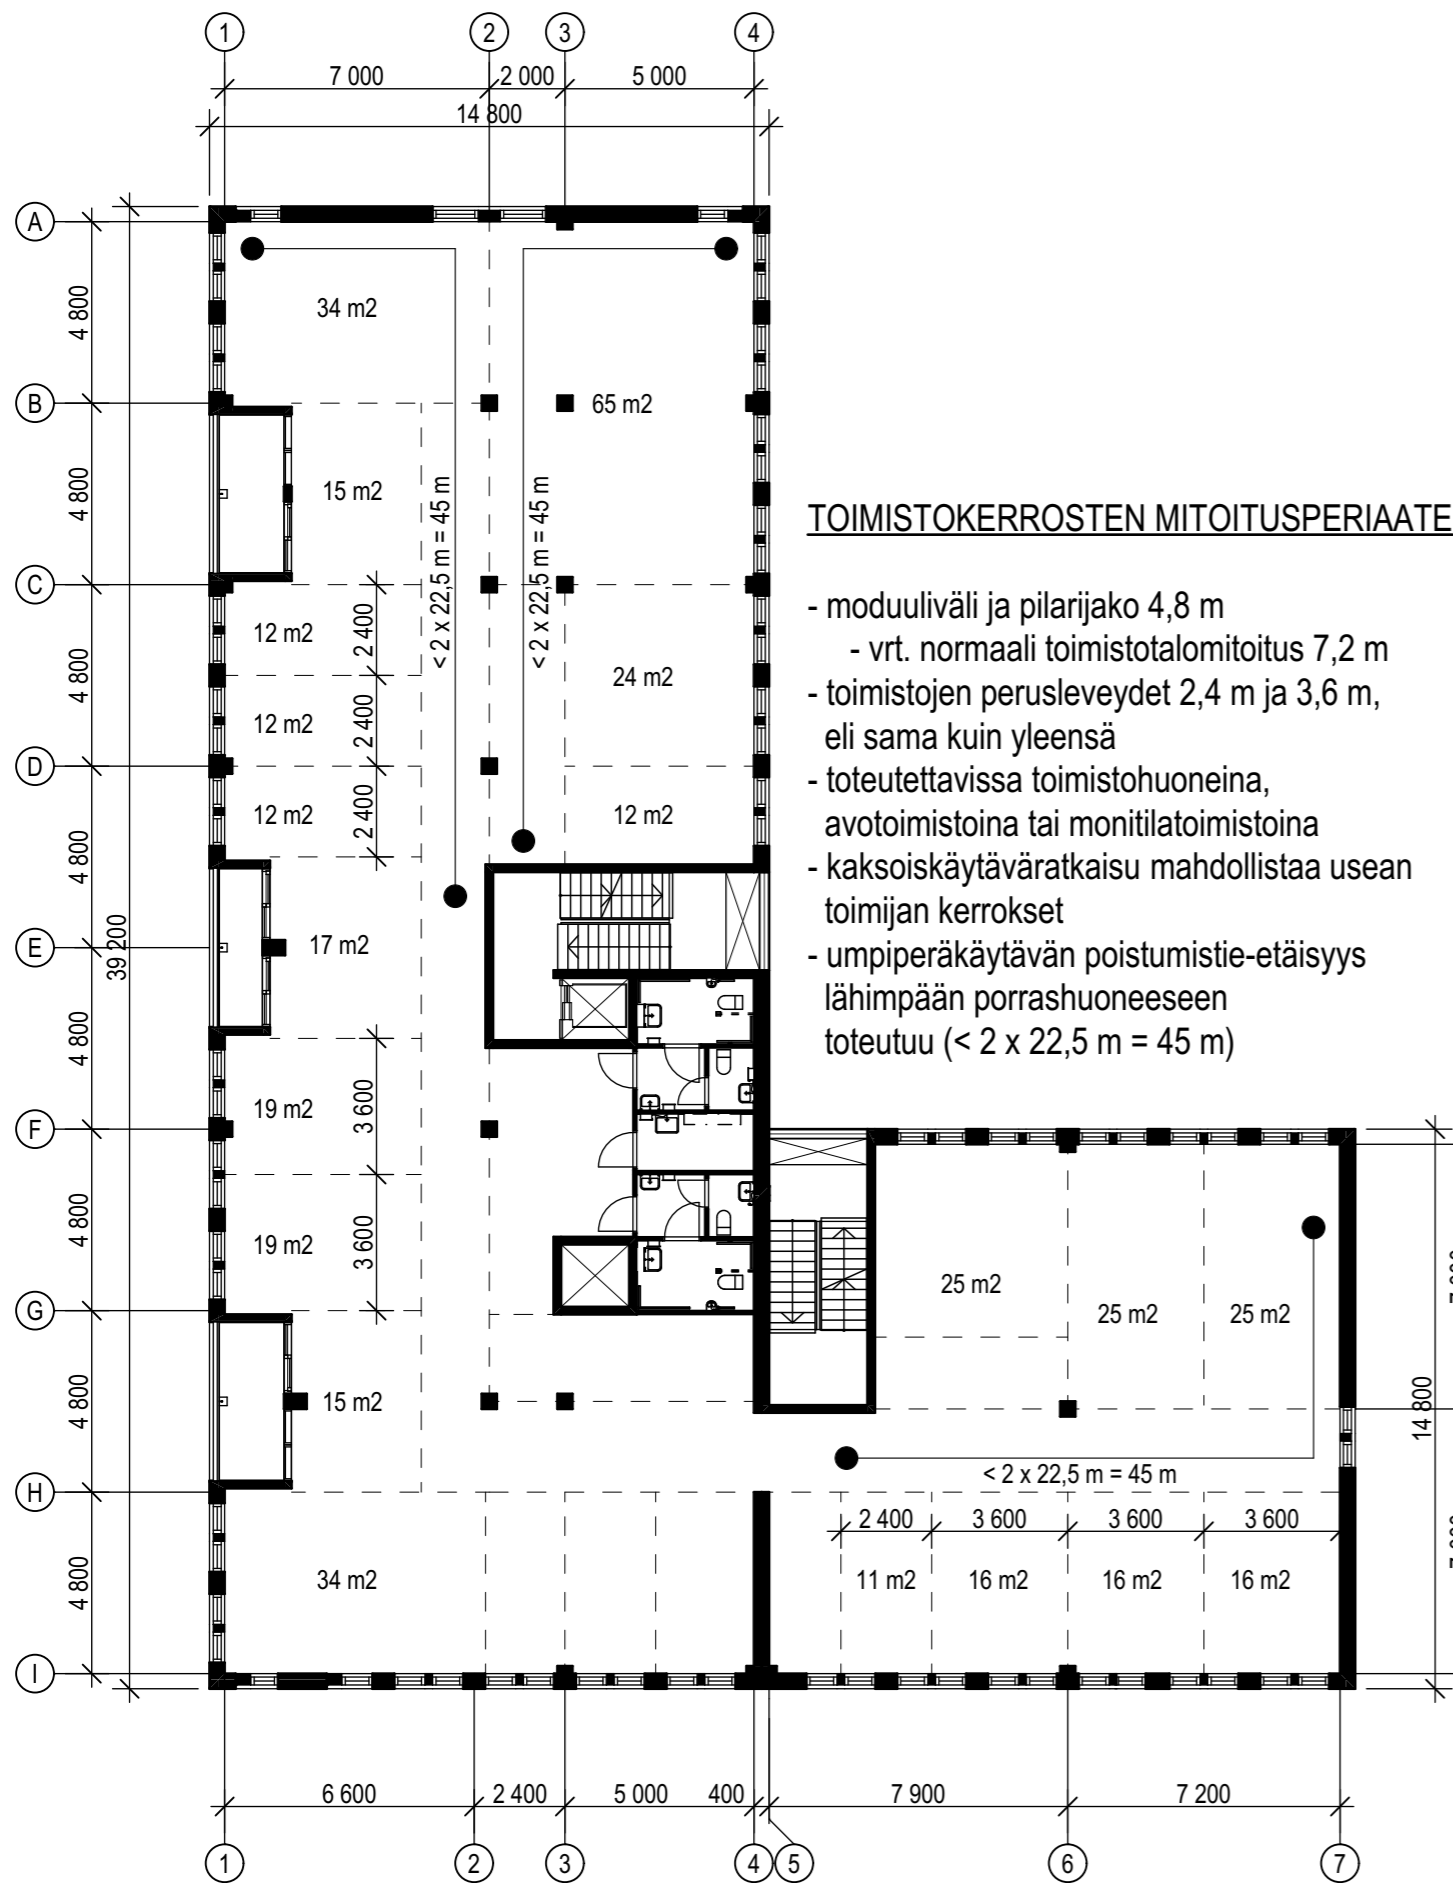 1 2 3 4
7 000 2 000 5 000
14 800
A
4 800
34 m2
B
65 m2
4 800
15 m2
< 2 x 22,5 m = 45 m
< 2 x 22,5 m = 45 m
TOIMISTOKERROSTEN MITOITUSPERIAATE
C
- moduuliväli ja pilarijako 4,8 m
- vrt. normaali toimistotalomitoitus 7,2 m
- toimistojen perusleveydet 2,4 m ja 3,6 m,
eli sama kuin yleensä
- toteutettavissa toimistohuoneina,
avotoimistoina tai monitilatoimistoina
- kaksoiskäytäväratkaisu mahdollistaa usean
toimijan kerrokset
- umpiperäkäytävän poistumistie-etäisyys
lähimpään porrashuoneeseen
toteutuu (< 2 x 22,5 m = 45 m)
4 800
12 m2 2 400
24 m2
12 m2 2 400
D
4 800
12 m2 2 400
12 m2
39 200
E
17 m2
4 800
19 m2 3 600
F
4 800
19 m2 3 600
25 m2
25 m2 25 m2
G
4 800
15 m2
14 800
< 2 x 22,5 m = 45 m
H
2 400 3 600 3 600 3 600
4 800
34 m2
11 m2 16 m2 16 m2 16 m2
I
6 600 2 400 5 000 400 7 900 7 200
1 2 3 4 5 6 7